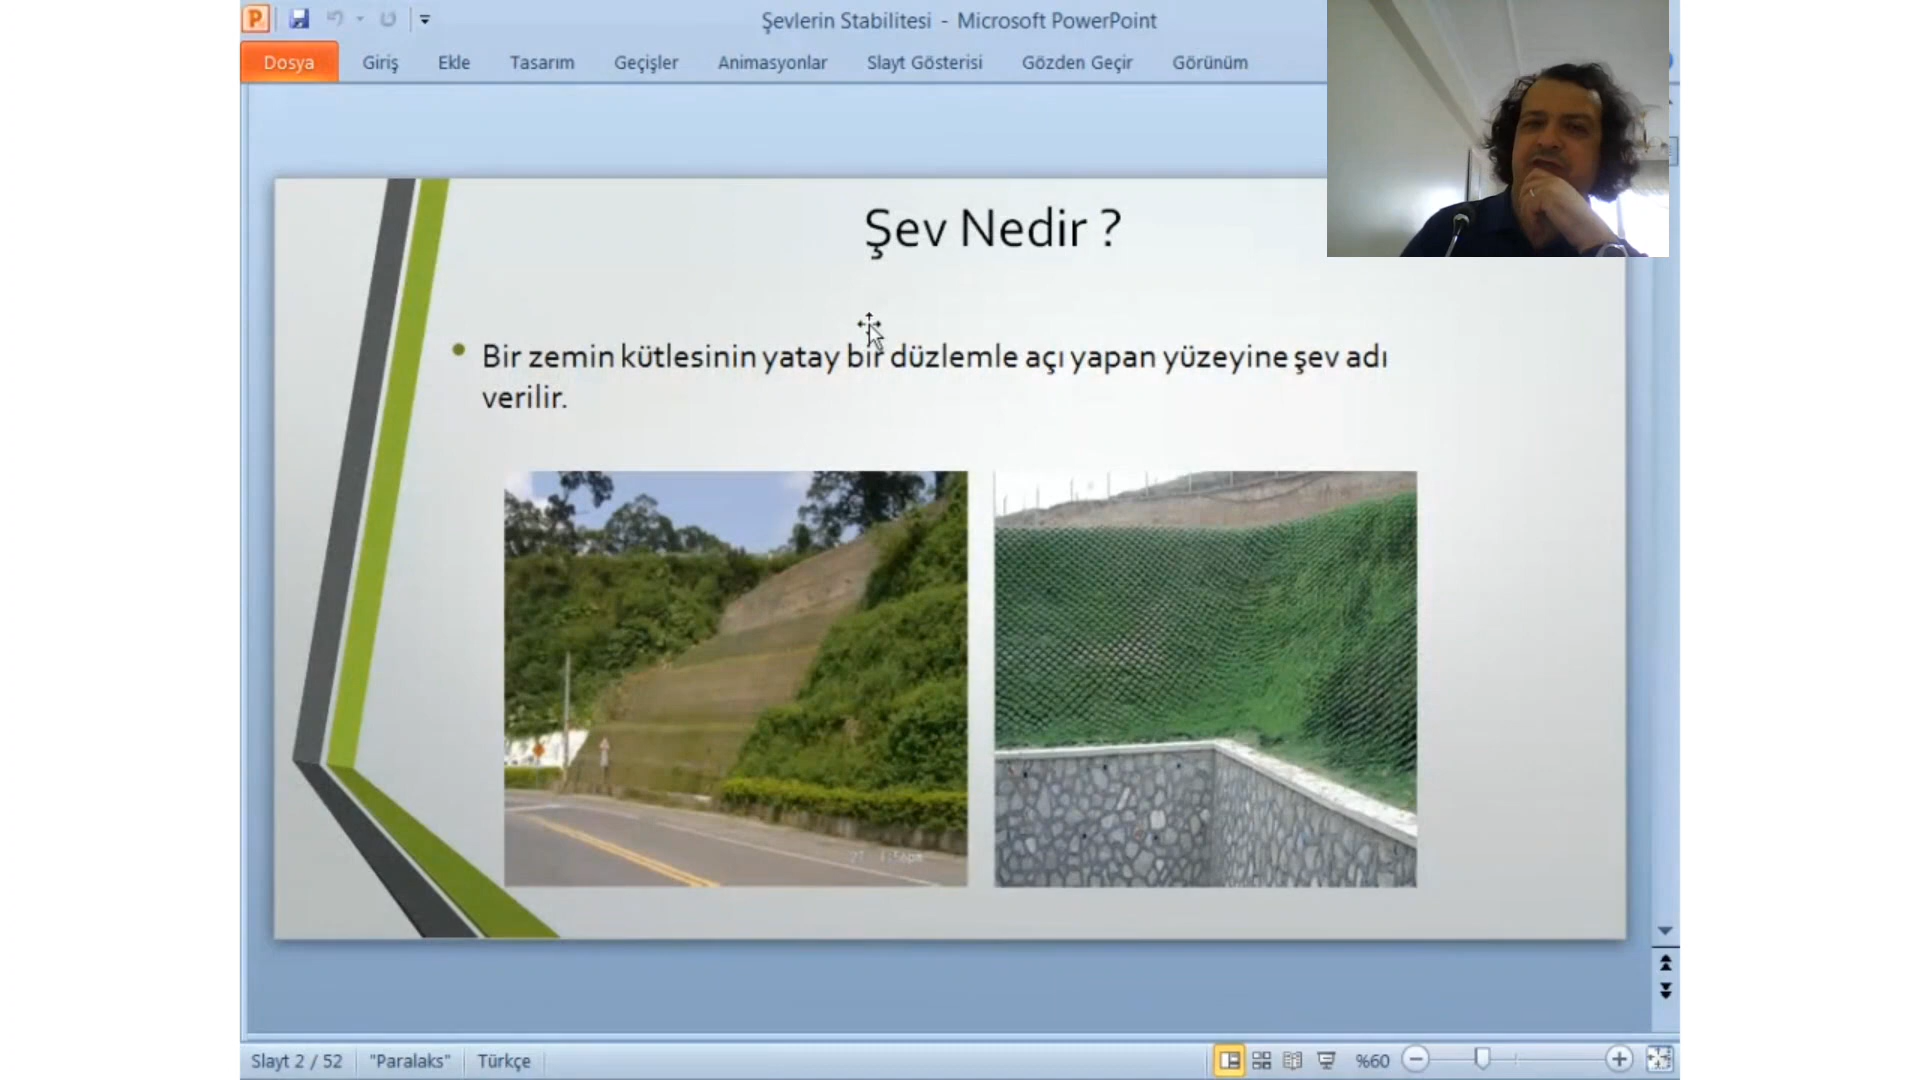 Şevlerin Stabilitesi - Microsoft PowerPoint
Dosya Giriş Ekle Tasarım Geçişler Animasyonlar Slayt Gösterisi Gözden Geçir Görünüm
Şev Nedir ?
• Bir zemin kütlesinin yatay bir düzlemle açı yapan yüzeyine şev adı
verilir.
Slayt 2 / 52 "Paralaks" Türkçe %60